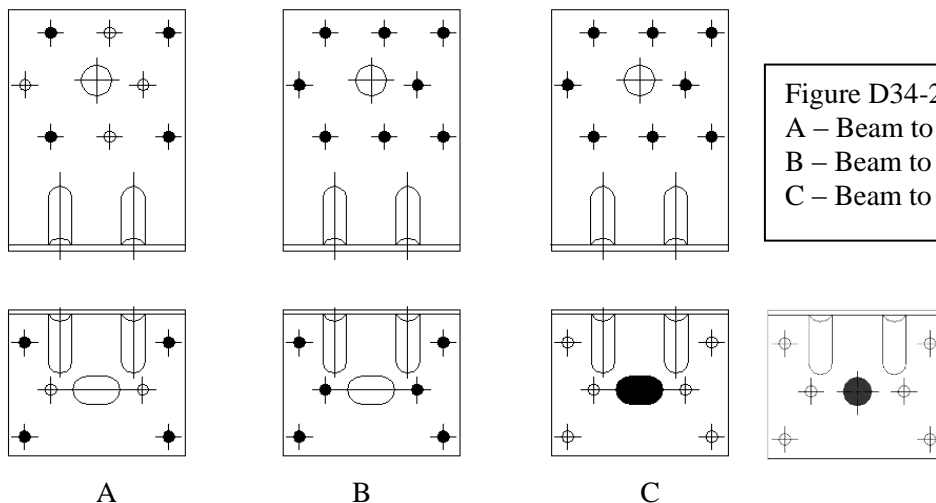 Figure D34-2
A – Beam to
B – Beam to
C – Beam to
A B C